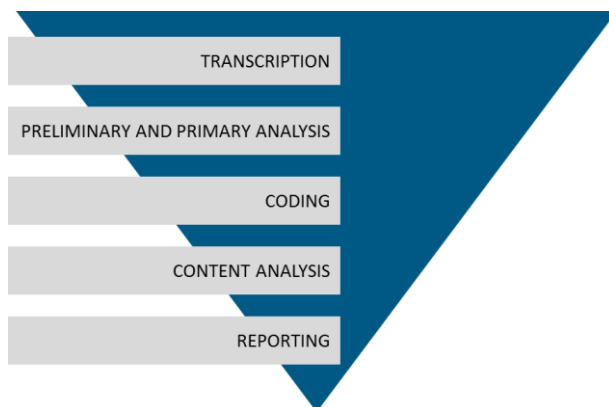 TRANSCRIPTION
PRELIMINARY AND PRIMARY ANALYSIS
CODING
CONTENT ANALYSIS
REPORTING